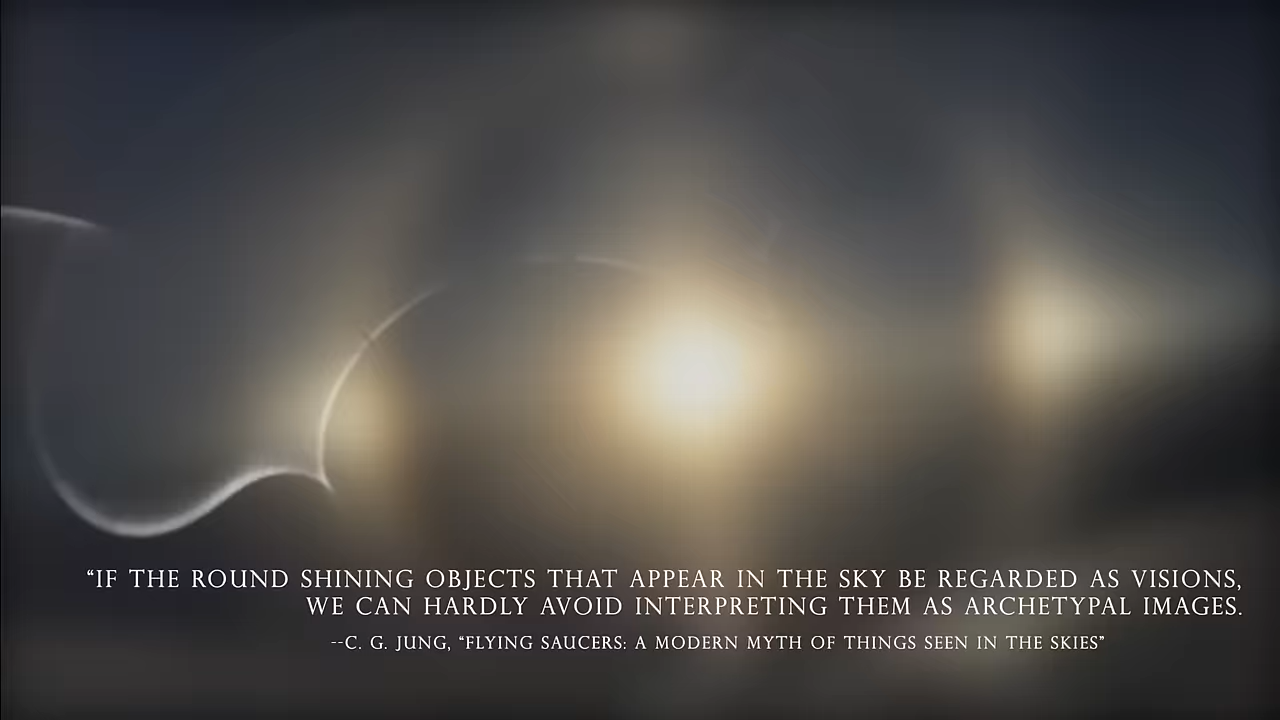 “IF THE ROUND SHINING OBJECTS THAT APPEAR IN THE SKY BE REGARDED AS VISIONS,
WE CAN HARDLY AVOID INTERPRETING THEM AS ARCHETYPAL IMAGES.
--C. G. JUNG, “FLYING SAUCERS: A MODERN MYTH OF THINGS SEEN IN THE SKIES”